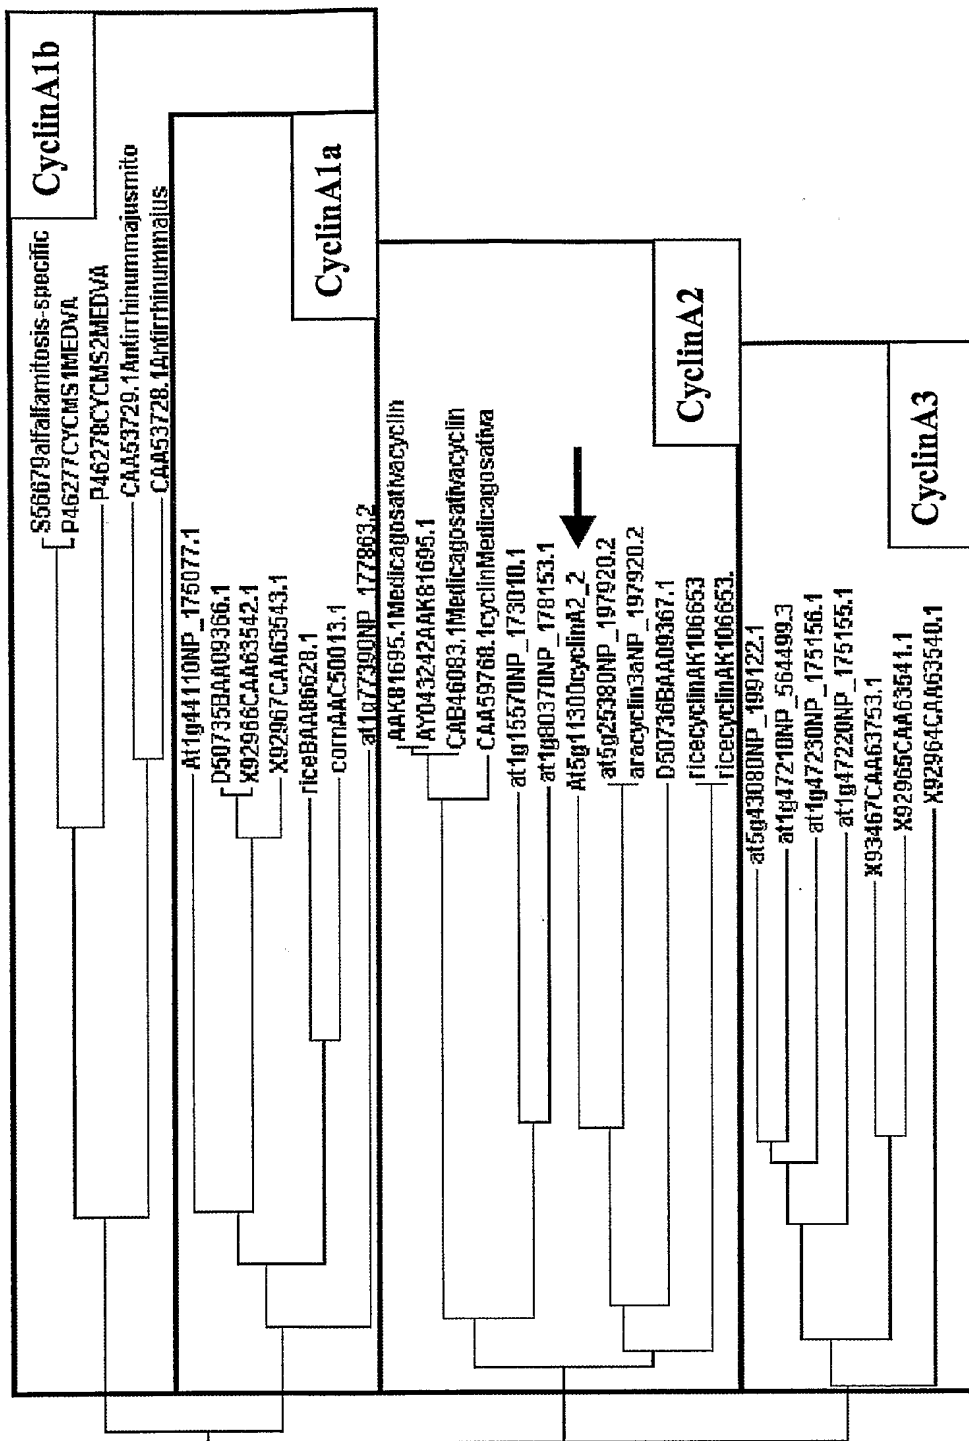 CyclinA1b
S56679alfalfamitosis-specific
P46277CYCMS1MEDVA
P46278CYCMS2MEDVA
CAA53729.1Antirrhinummajusmito
CAA53728.1Antirrhinummajus
CyclinA1a
At1g44110NP_175077.1
D50735BAA09366.1
X92966CAA63542.1
X92967CAA63543.1
riceBAA86628.1
cornAAC50013.1
at1g77390NP_177863.2
CyclinA2
AAK81695.1Medicagosativacyclin
AY043242AAK81695.1
CAB46083.1Medicagosativacyclin
CAA59768.1cyclinMedicagosativa
at1g15570NP_173010.1
at1g80370NP_178153.1
At5g11300cyclinA2_2
at5g25380NP_197920.2
aracyclin3aNP_197920.2
D50736BAA09367.1
ricecyclinAK106653
ricecyclinAK106653.
CyclinA3
at5g43080NP_199122.1
at1g47210NP_564499.3
at1g47230NP_175156.1
at1g47220NP_175155.1
X93467CAA63753.1
X92965CAA63541.1
X92964CAA63540.1